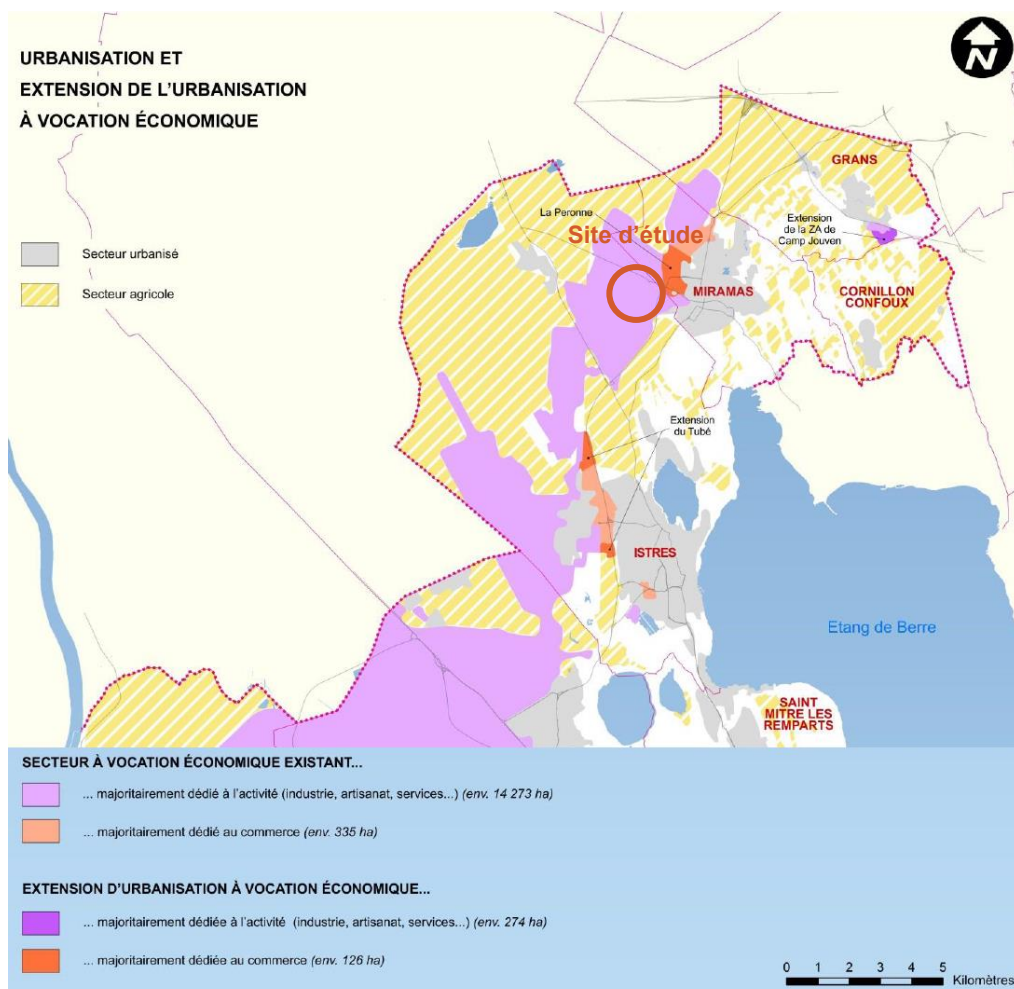 URBANISATION ET
EXTENSION DE L'URBANISATION
À VOCATION ÉCONOMIQUE
N
Secteur urbanisé
Secteur agricole
GRANS
La Peronne
Extension
de la ZA de
Camp Jouven
Site d'étude
MIRAMAS
CORNILLON
CONFOUX
Extension
du Tubé
ISTRES
Etang de Berre
SAINT
MITRE LES
REMPARTS
SECTEUR À VOCATION ÉCONOMIQUE EXISTANT...
... majoritairement dédié à l'activité (industrie, artisanat, services...) (env. 14 273 ha)
... majoritairement dédié au commerce (env. 335 ha)
EXTENSION D'URBANISATION À VOCATION ÉCONOMIQUE...
... majoritairement dédiée à l'activité (industrie, artisanat, services...) (env. 274 ha)
... majoritairement dédiée au commerce (env. 126 ha)
0 1 2 3 4 5
Kilomètres